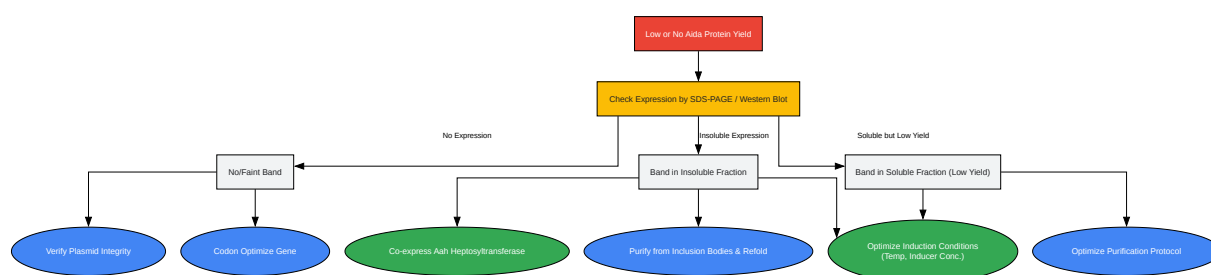 Low or No Aida Protein Yield
Check Expression by SDS-PAGE / Western Blot
No Expression
Insoluble Expression
Soluble but Low Yield
No/Faint Band
Band in Insoluble Fraction
Band in Soluble Fraction (Low Yield)
Verify Plasmid Integrity
Codon Optimize Gene
Co-express Aah Heptosyltransferase
Purify from Inclusion Bodies & Refold
Optimize Induction Conditions
(Temp, Inducer Conc.)
Optimize Purification Protocol